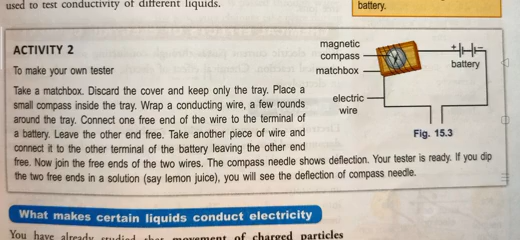 used to test conductivity of different liquids.
battery.
ACTIVITY 2
To make your own tester
Take a matchbox. Discard the cover and keep only the tray. Place a
small compass inside the tray. Wrap a conducting wire, a few rounds
around the tray. Connect one free end of the wire to the terminal of
a battery. Leave the other end free. Take another piece of wire and
connect it to the other terminal of the battery leaving the other end
free. Now join the free ends of the two wires. The compass needle shows deflection. Your tester is ready. If you dip
the two free ends in a solution (say lemon juice), you will see the deflection of compass needle.
magnetic
compass
matchbox
electric
wire
+ −
battery
Fig. 15.3
What makes certain liquids conduct electricity
You have already studied that movement of charged particles